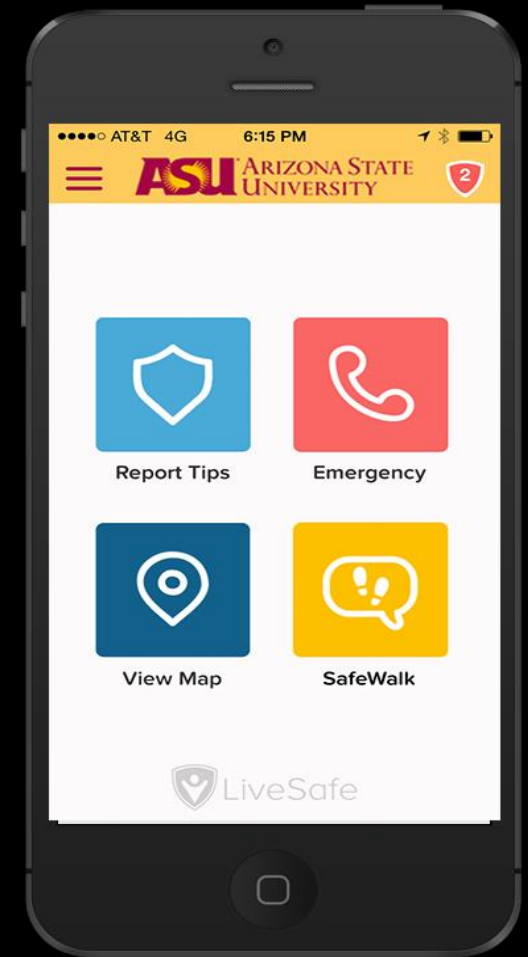 AT&T 4G 6:15 PM
ASU ARIZONA STATE UNIVERSITY 2
Report Tips Emergency
View Map SafeWalk
LiveSafe